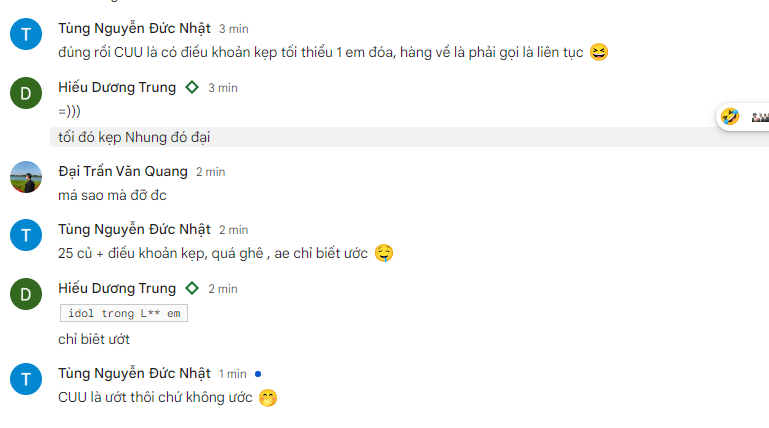 Tùng Nguyễn Đức Nhật 3 min
đúng rồi CUU là có điều khoản kẹp tối thiểu 1 em đóa, hàng về là phải gọi là liên tục 😆
Hiếu Dương Trung 3 min
=)))
tối đó kẹp Nhung đó đại
Đại Trần Văn Quang 2 min
má sao mà đỡ đc
Tùng Nguyễn Đức Nhật 2 min
25 củ + điều khoản kẹp, quá ghê , ae chỉ biết ước 🤤
Hiếu Dương Trung 2 min
idol trong L** em
chỉ biêt ướt
Tùng Nguyễn Đức Nhật 1 min
CUU là ướt thôi chứ không ước 🤭